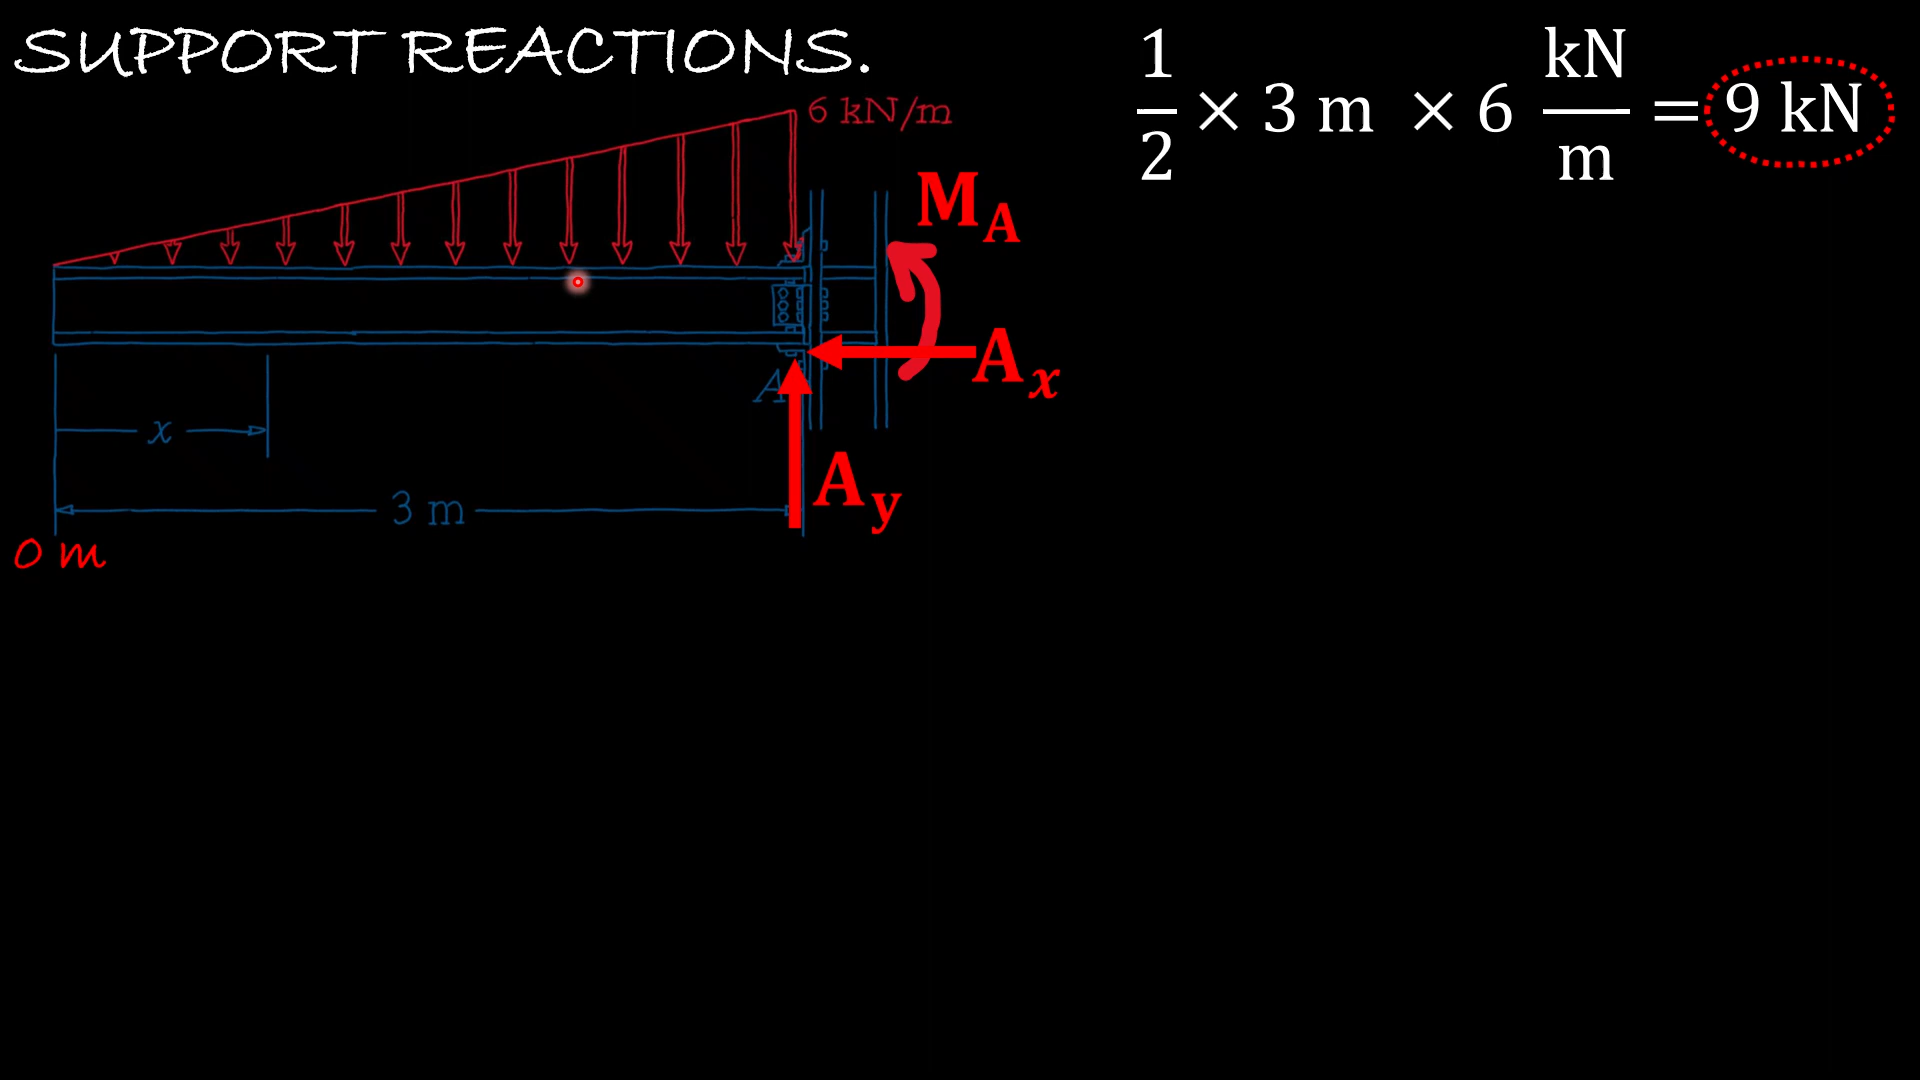 SUPPORT REACTIONS.
1/2 × 3 m × 6 kN/m = 9 kN
6 kN/m
M_A
A_x
A
x
A_y
3 m
0 m